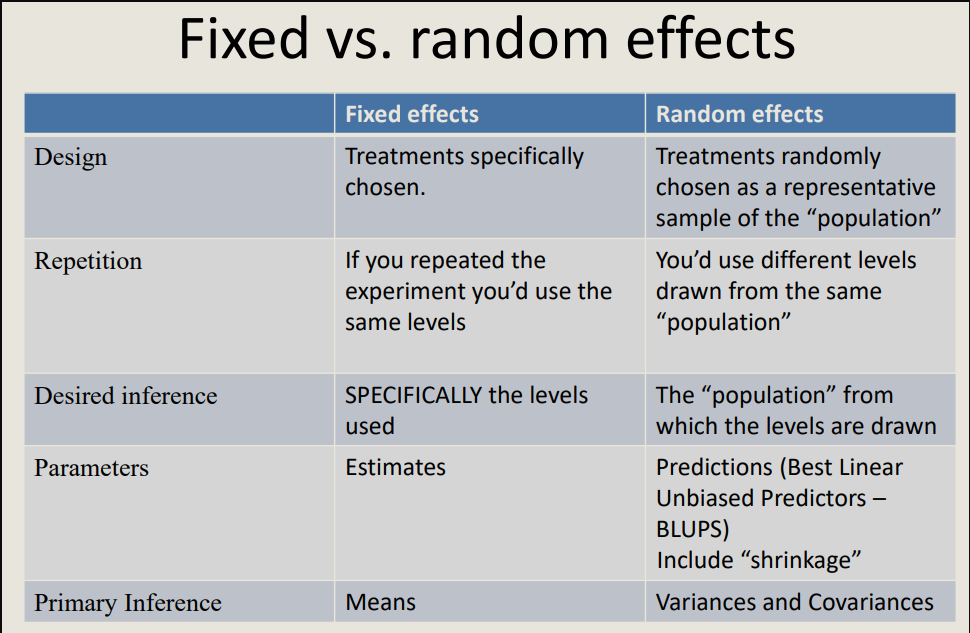 Fixed vs. random effects
Fixed effects
Random effects
Design
Treatments specifically
chosen.
Treatments randomly
chosen as a representative
sample of the “population”
Repetition
If you repeated the
experiment you’d use the
same levels
You’d use different levels
drawn from the same
“population”
Desired inference
SPECIFICALLY the levels
used
The “population” from
which the levels are drawn
Parameters
Estimates
Predictions (Best Linear
Unbiased Predictors –
BLUPS)
Include “shrinkage”
Primary Inference
Means
Variances and Covariances